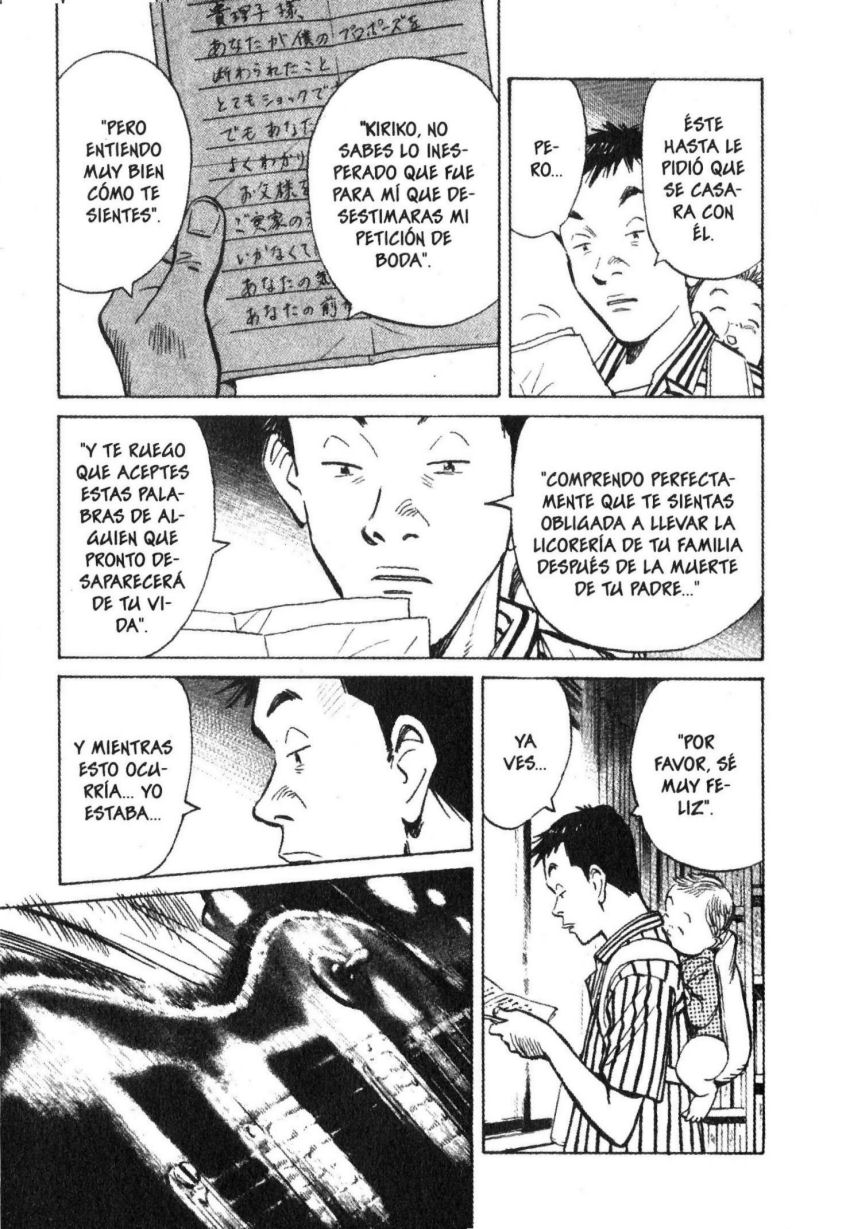 ÉSTE
HASTA LE
PIDIÓ QUE
SE CASA-
RA CON
ÉL.
PE-
RO...
貴理子様、
あなたが僕のプロポーズを
断わられたこと
とてもショックで
でもあなた
よくわかり
お父様
ご実家の
いかなくて
あなたの気
あなたの前
"KIRIKO, NO
SABES LO INES-
PERADO QUE FUE
PARA MÍ QUE DE-
SESTIMARAS MI
PETICIÓN DE
BODA".
"PERO
ENTIENDO
MUY BIEN
CÓMO TE
SIENTES".
"COMPRENDO PERFECTA-
MENTE QUE TE SIENTAS
OBLIGADA A LLEVAR LA
LICORERÍA DE TU FAMILIA
DESPUÉS DE LA MUERTE
DE TU PADRE..."
"Y TE RUEGO
QUE ACEPTES
ESTAS PALA-
BRAS DE AL-
GUIEN QUE
PRONTO DE-
SAPARECERÁ
DE TU VI-
DA".
"POR
FAVOR, SÉ
MUY FE-
LIZ".
YA
VES...
Y MIENTRAS
ESTO OCU-
RRÍA... YO
ESTABA...